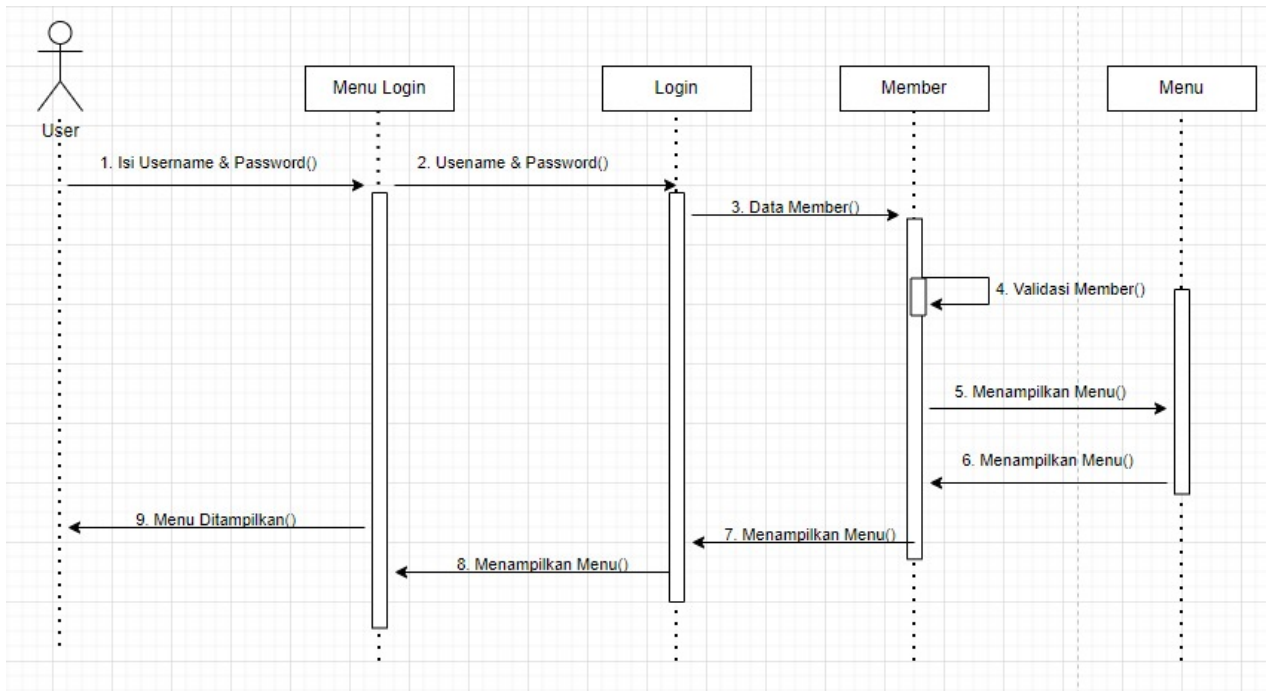 Menu Login
Login
Member
Menu
User
1. Isi Username & Password()
2. Usename & Password()
3. Data Member()
4. Validasi Member()
5. Menampilkan Menu()
6. Menampilkan Menu()
9. Menu Ditampilkan()
7. Menampilkan Menu()
8. Menampilkan Menu()